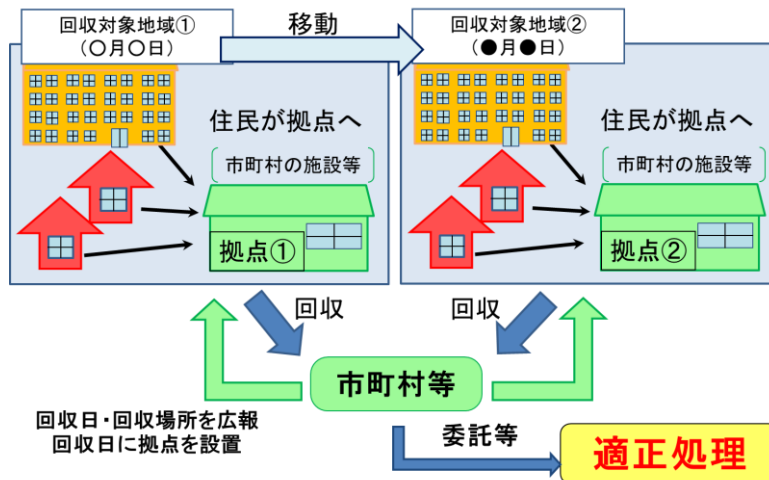 回収対象地域①
（〇月〇日）
移動
回収対象地域②
（●月●日）
住民が拠点へ
市町村の施設等
拠点①
住民が拠点へ
市町村の施設等
拠点②
回収
回収
市町村等
回収日・回収場所を広報
回収日に拠点を設置
委託等
適正処理